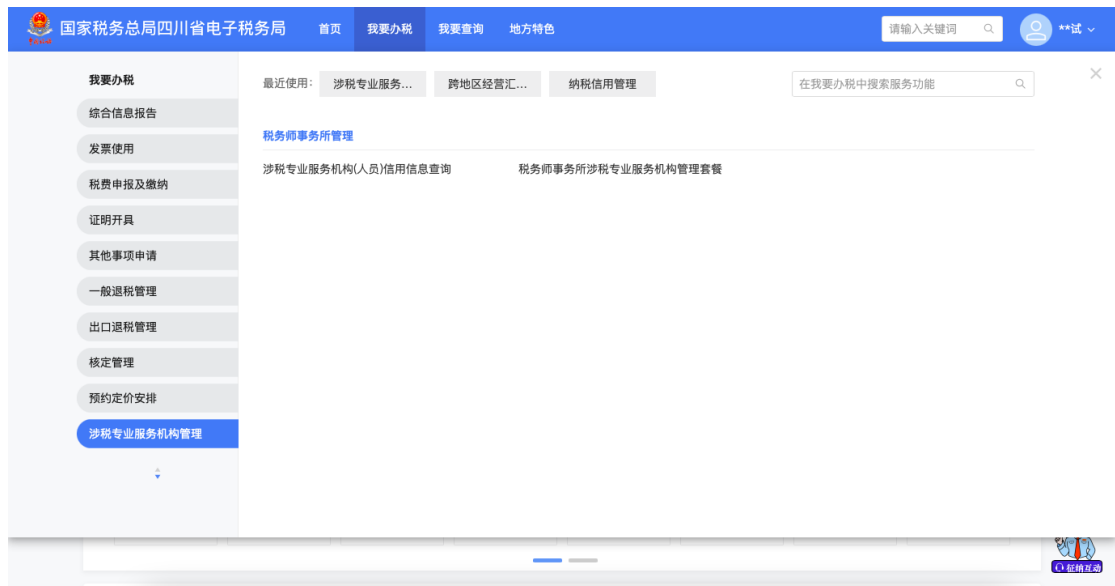 国家税务总局四川省电子税务局 首页 我要办税 我要查询 地方特色 请输入关键词 **试
我要办税
综合信息报告
发票使用
税费申报及缴纳
证明开具
其他事项申请
一般退税管理
出口退税管理
核定管理
预约定价安排
涉税专业服务机构管理
最近使用: 涉税专业服务... 跨地区经营汇... 纳税信用管理 在我要办税中搜索服务功能
税务师事务所管理
涉税专业服务机构(人员)信用信息查询 税务师事务所涉税专业服务机构管理套餐
征纳互动